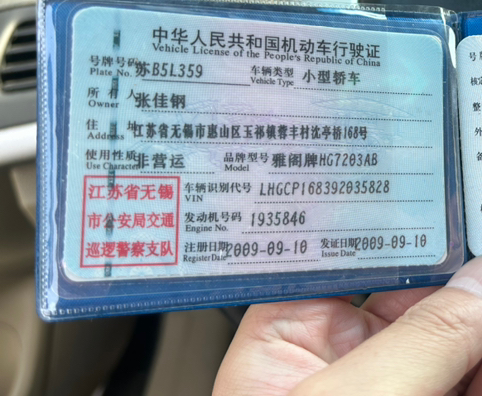 中华人民共和国机动车行驶证
Vehicle License of the People's Republic of China
号牌号码 苏B5L359 车辆类型 小型轿车
Plate No. Vehicle Type
所有人 张佳钢
Owner
住址 江苏省无锡市惠山区玉祁镇蓉丰村沈亭桥168号
Address
使用性质 非营运 品牌型号 雅阁牌HG7203AB
Use Character Model
江苏省无锡
市公安局交通
巡逻警察支队
车辆识别代号 LHGCP168392035828
VIN
发动机号码 1935846
Engine No.
注册日期 2009-09-10 发证日期 2009-09-10
Register Date Issue Date